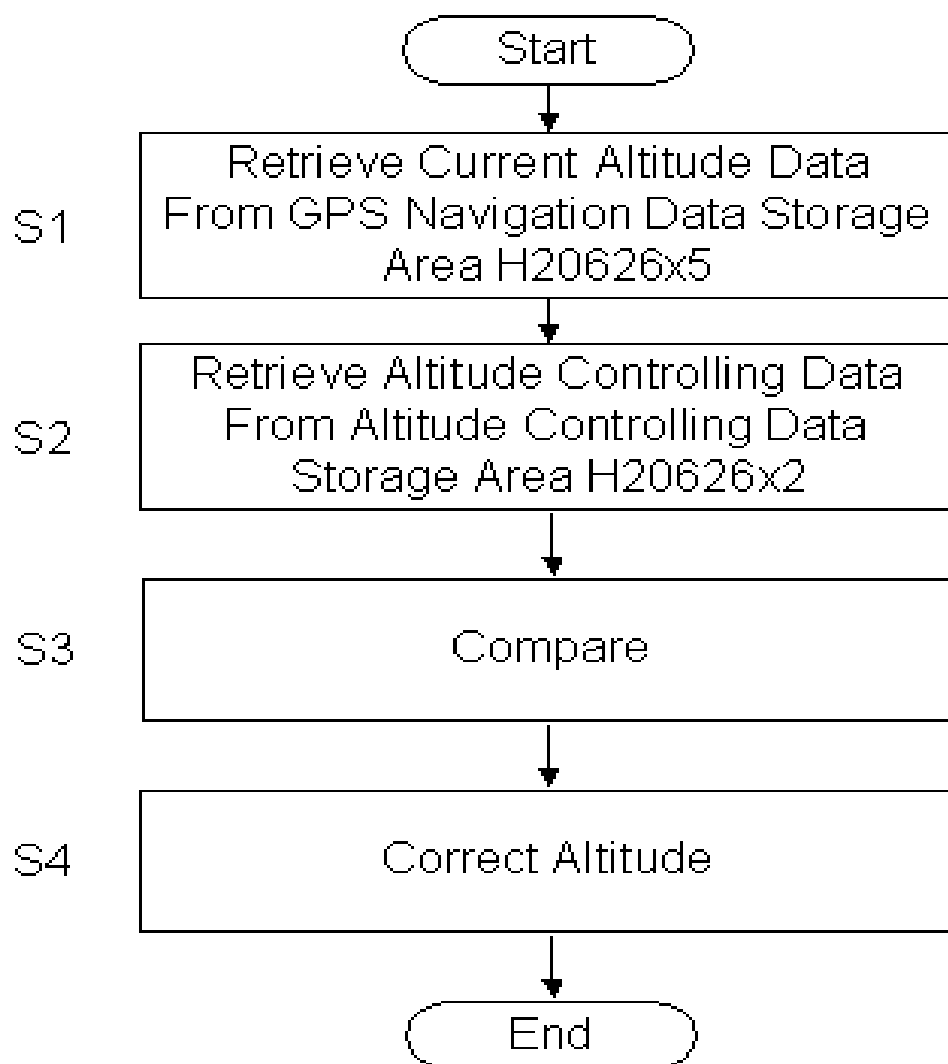 Start
S1
Retrieve Current Altitude Data
From GPS Navigation Data Storage
Area H20626x5
S2
Retrieve Altitude Controlling Data
From Altitude Controlling Data
Storage Area H20626x2
S3
Compare
S4
Correct Altitude
End